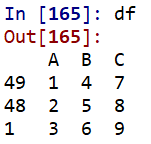 In [165]: df
Out[165]:
    A  B  C
49  1  4  7
48  2  5  8
1   3  6  9